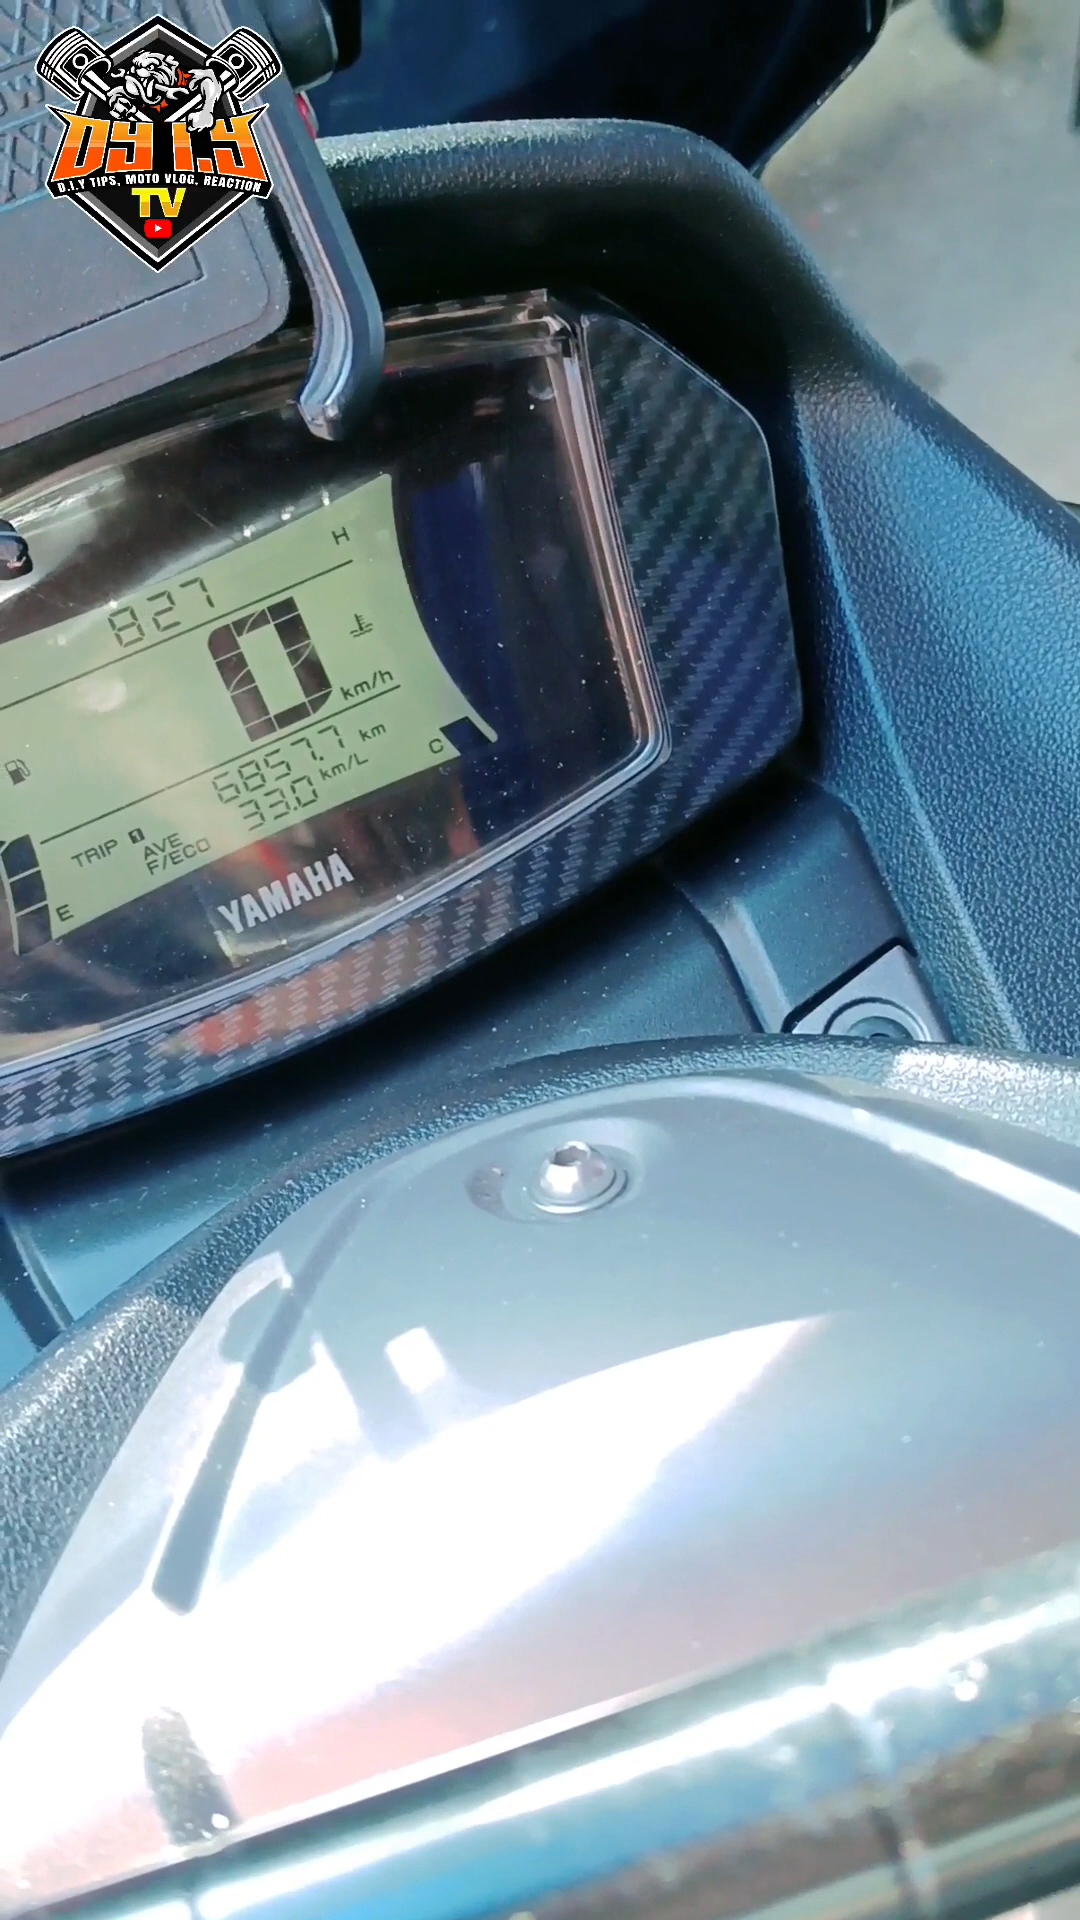 DY I.Y
D.I.Y TIPS, MOTO VLOG, REACTION
TV
H
827
0
km/h
6857.7 km
33.0 km/L
C
TRIP 1
AVE
F/ECO
E
YAMAHA